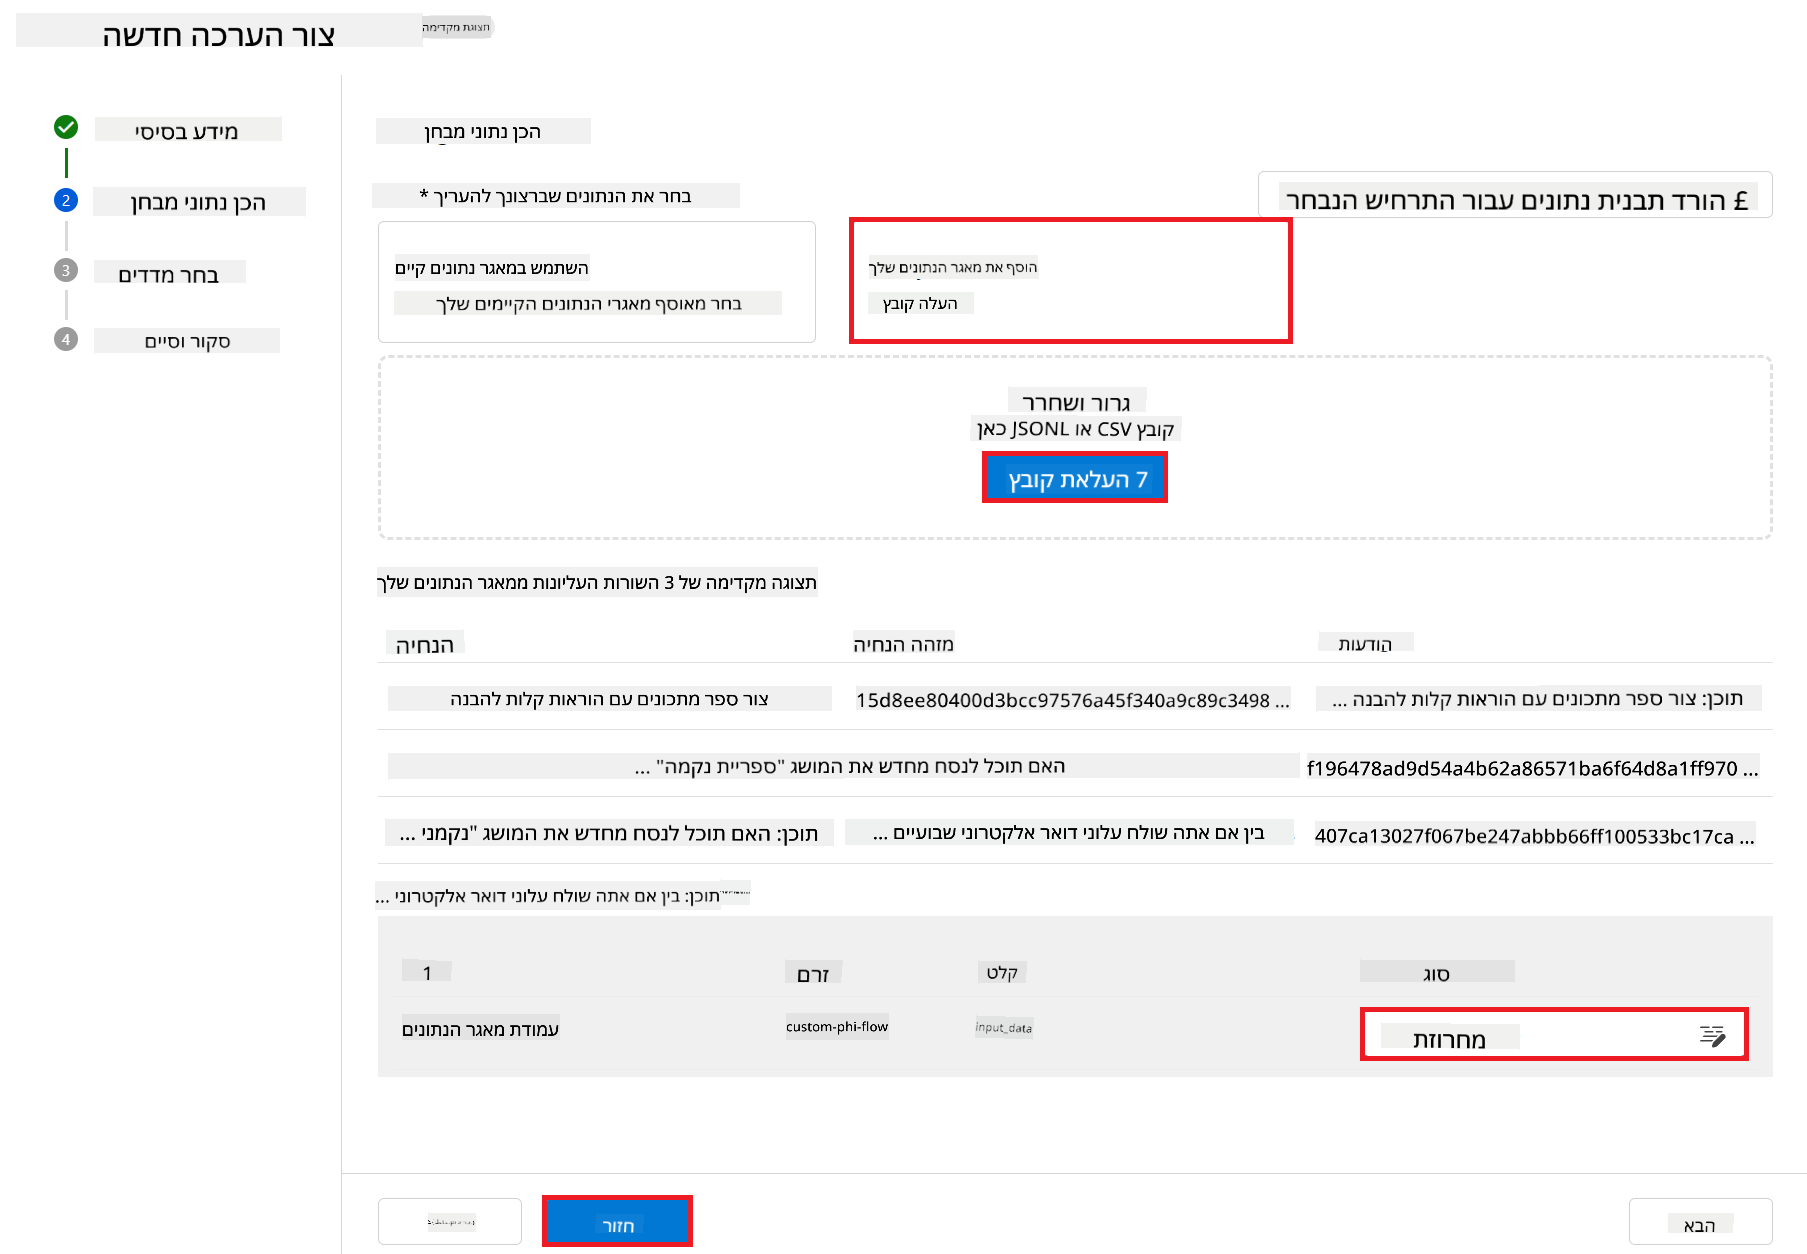 צור הערכה חדשה
תצוגת מקדימה
מידע בסיסי
2
הכן נתוני מבחן
3
בחר מדדים
4
סקור וסיים
הכן נתוני מבחן
בחר את הנתונים שברצונך להעריך *
£ הורד תבנית נתונים עבור התרחיש הנבחר
השתמש במאגר נתונים קיים
בחר מאוסף מאגרי הנתונים הקיימים שלך
הוסף את מאגר הנתונים שלך
העלה קובץ
גרור ושחרר
קובץ CSV או JSONL כאן
7 העלאת קובץ
תצוגה מקדימה של 3 השורות העליונות ממאגר הנתונים שלך
הנחיה
מזהה הנחיה
הודעות
צור ספר מתכונים עם הוראות קלות להבנה
15d8ee80400d3bcc97576a45f340a9c89c3498 ...
תוכן: צור ספר מתכונים עם הוראות קלות להבנה ...
האם תוכל לנסח מחדש את המושג "ספריית נקמה" ...
f196478ad9d54a4b62a86571ba6f64d8a1ff970 ...
תוכן: האם תוכל לנסח מחדש את המושג "נקמני ...
בין אם אתה שולח עלוני דואר אלקטרוני שבועיים ...
407ca13027f067be247abbb66ff100533bc17ca ...
תוכן: בין אם אתה שולח עלוני דואר אלקטרוני ...
1
זרם
קלט
סוג
עמודת מאגר הנתונים
custom-phi-flow
input_data
מחרוזת
חזור
הבא